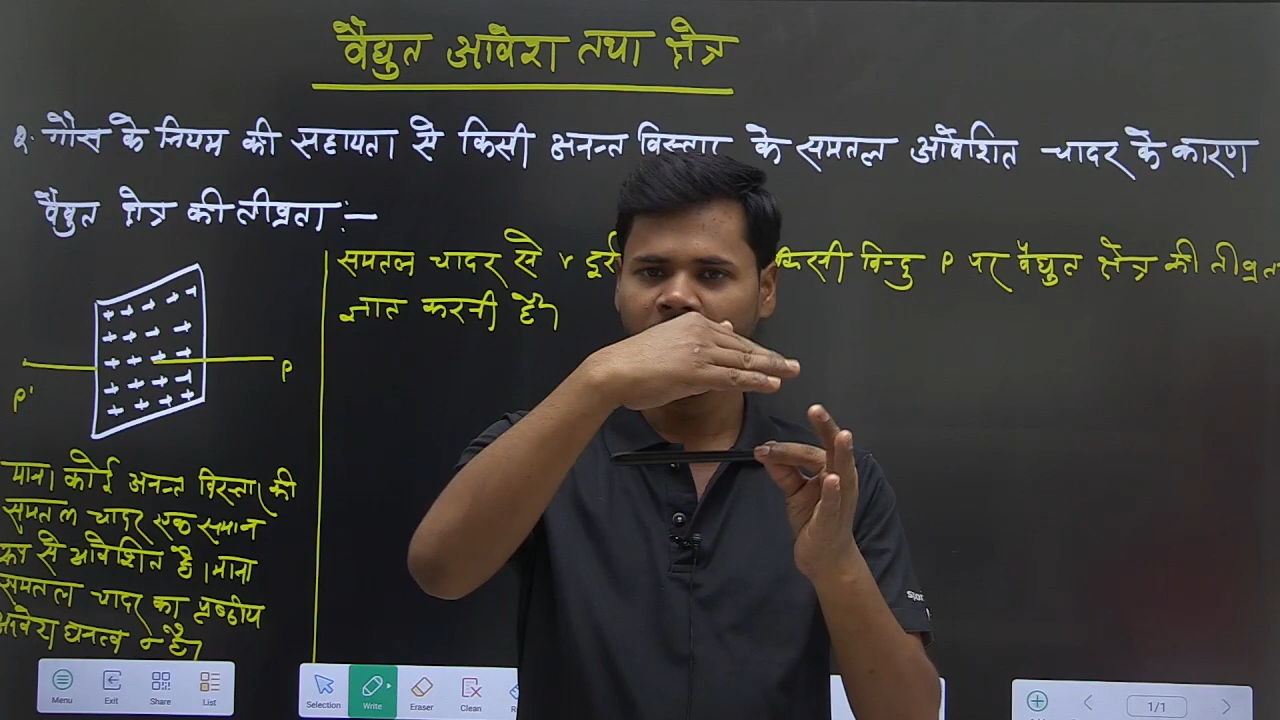 वैद्युत आवेश तथा क्षेत्र
Q. गौस के नियम की सहायता से किसी अनन्त विस्तार के समतल आवेशित चादर के कारण
वैद्युत क्षेत्र की तीव्रता :-
समतल चादर से r दूरी किसी बिन्दु P पर वैद्युत क्षेत्र की तीव्रता
ज्ञात करनी है।
P
P'
माना कोई अनन्त विस्तार की
समतल चादर एक समान
रूप से आवेशित है। माना
समतल चादर का पृष्ठीय
आवेश घनत्व σ है।
Menu Exit Share List
Selection Write Eraser Clean
1/1